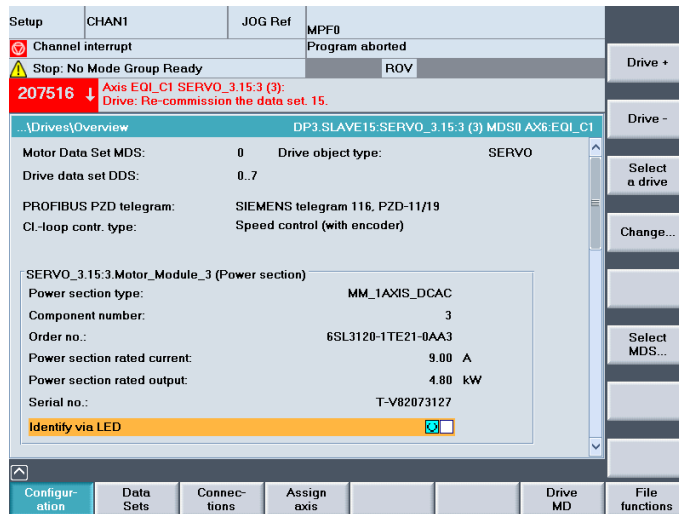 Setup CHAN1 JOG Ref MPF0
Channel interrupt Program aborted
Stop: No Mode Group Ready ROV
207516 ↓ Axis EQI_C1 SERVO_3.15:3 (3):
Drive: Re-commission the data set. 15.
...\Drives\Overview DP3.SLAVE15:SERVO_3.15:3 (3) MDS0 AX6:EQI_C1
Motor Data Set MDS: 0 Drive object type: SERVO
Drive data set DDS: 0..7
PROFIBUS PZD telegram: SIEMENS telegram 116, PZD-11/19
Cl.-loop contr. type: Speed control (with encoder)
SERVO_3.15:3.Motor_Module_3 (Power section)
Power section type: MM_1AXIS_DCAC
Component number: 3
Order no.: 6SL3120-1TE21-0AA3
Power section rated current: 9.00 A
Power section rated output: 4.80 kW
Serial no.: T-V82073127
Identify via LED
Drive +
Drive -
Select
a drive
Change...
Select
MDS...
Configur-
ation
Data
Sets
Connec-
tions
Assign
axis
Drive
MD
File
functions